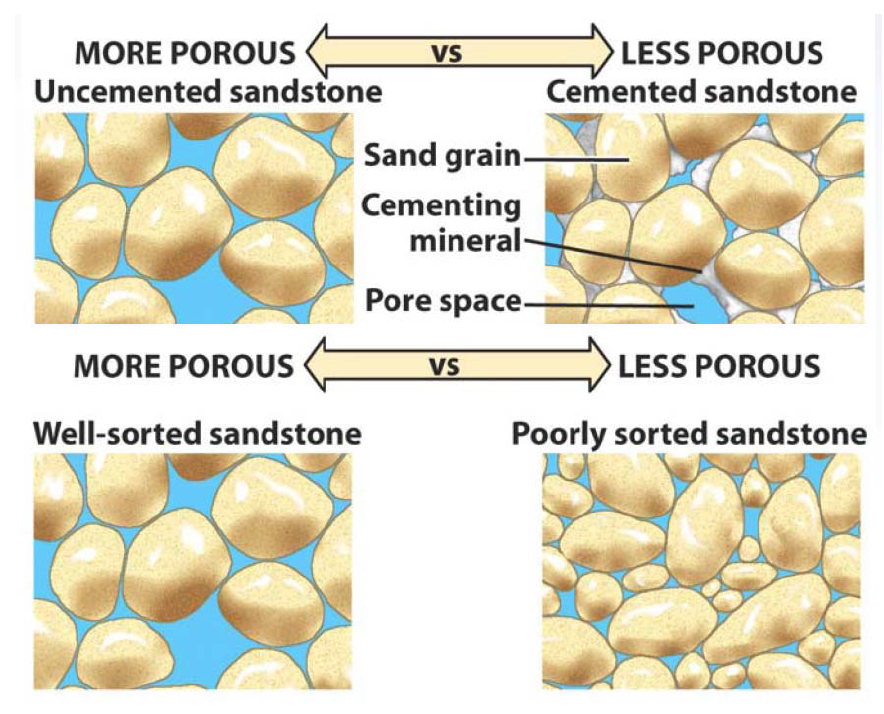 MORE POROUS vs LESS POROUS
Uncemented sandstone Cemented sandstone
Sand grain
Cementing
mineral
Pore space
MORE POROUS vs LESS POROUS
Well-sorted sandstone Poorly sorted sandstone